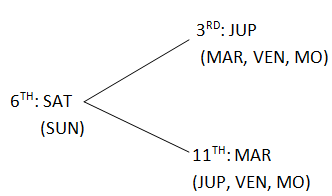 3RD: JUP
(MAR, VEN, MO)
6TH: SAT
(SUN)
11TH: MAR
(JUP, VEN, MO)